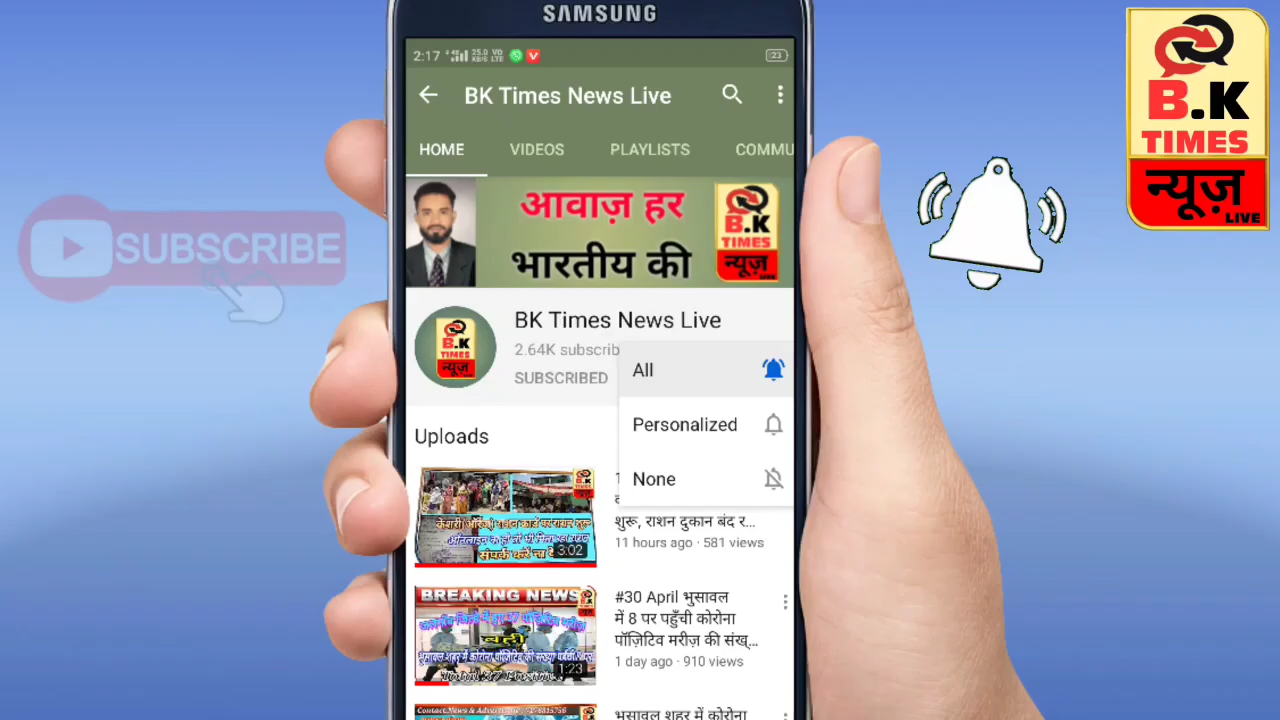 SAMSUNG
2:17
23
BK Times News Live
HOME VIDEOS PLAYLISTS COMMU
आवाज़ हर
भारतीय की
B.K
TIMES
न्यूज़
LIVE
SUBSCRIBE
B.K
TIMES
न्यूज़
BK Times News Live
2.64K subscrib
SUBSCRIBED
All
Personalized
None
B.K
TIMES
न्यूज़
Uploads
शुरू, राशन दुकान बंद र...
11 hours ago · 581 views
3:02
BREAKING NEWS
#30 April भुसावल
में 8 पर पहुँची कोरोना
पॉज़िटिव मरीज़ की संख्...
1 day ago · 910 views
1:23
भुसावल शहर में कोरोना